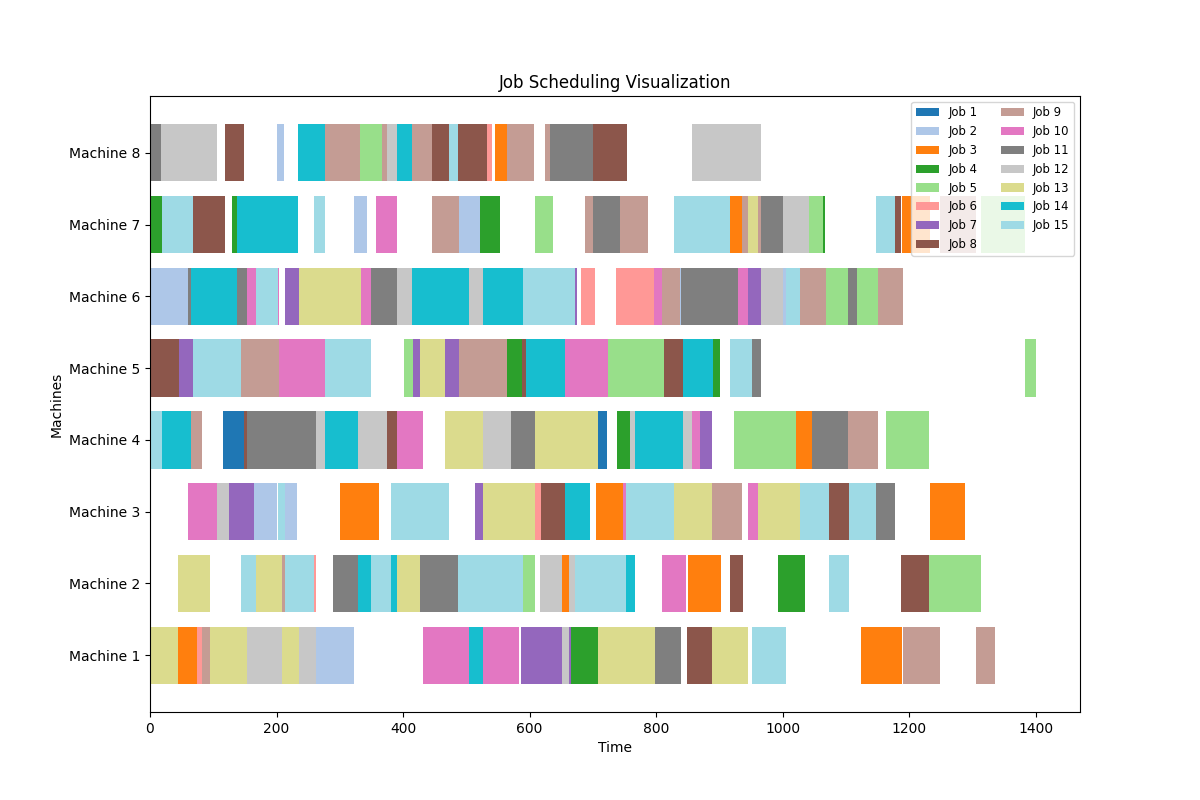 Job Scheduling Visualization
Machine 8
Machine 7
Machine 6
Machine 5
Machine 4
Machine 3
Machine 2
Machine 1
Machines
0 200 400 600 800 1000 1200 1400
Time
Job 1
Job 2
Job 3
Job 4
Job 5
Job 6
Job 7
Job 8
Job 9
Job 10
Job 11
Job 12
Job 13
Job 14
Job 15